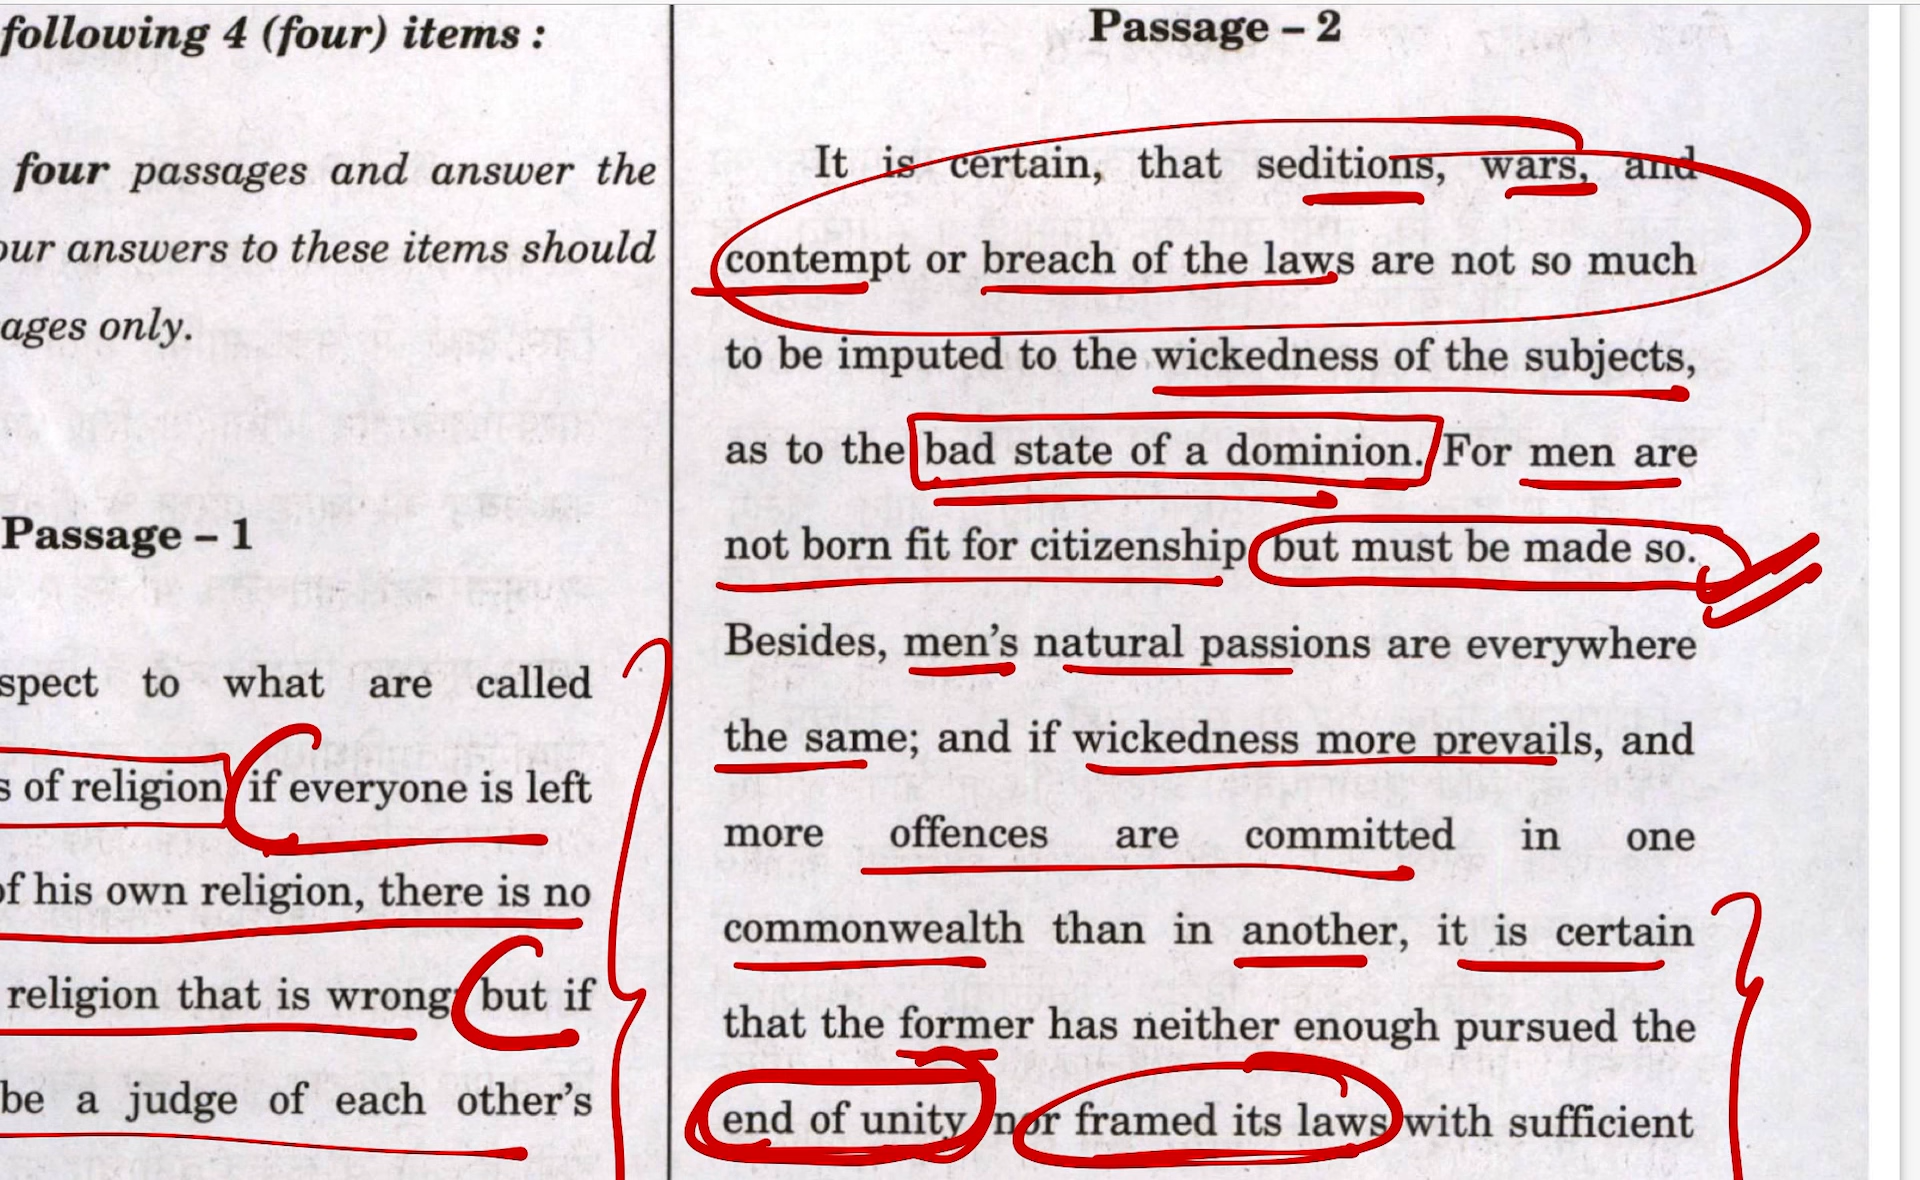 following 4 (four) items :
four passages and answer the
our answers to these items should
ages only.
Passage – 1
spect to what are called
s of religion if everyone is left
of his own religion, there is no
religion that is wrong; but if
be a judge of each other's
Passage – 2
It is certain, that seditions, wars, and
contempt or breach of the laws are not so much
to be imputed to the wickedness of the subjects,
as to the bad state of a dominion. For men are
not born fit for citizenship but must be made so.
Besides, men's natural passions are everywhere
the same; and if wickedness more prevails, and
more offences are committed in one
commonwealth than in another, it is certain
that the former has neither enough pursued the
end of unity, nor framed its laws with sufficient